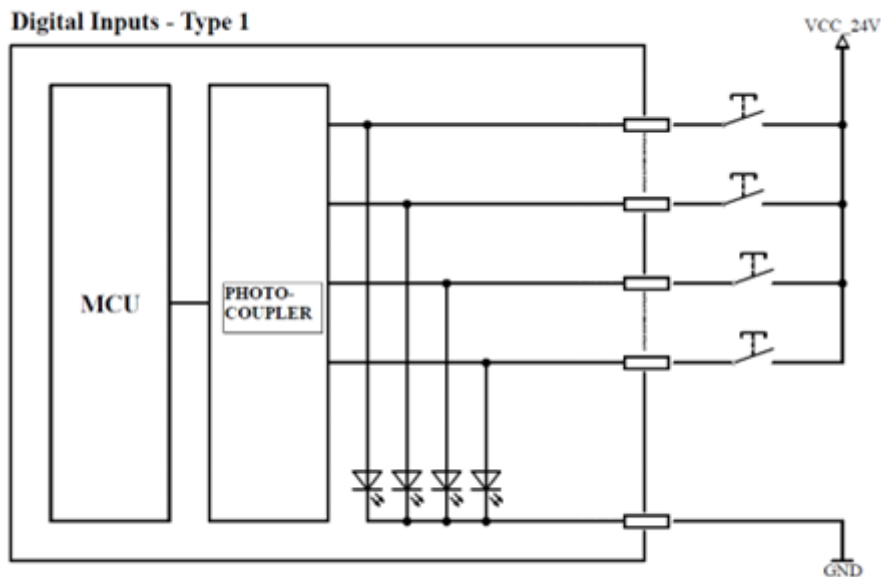 Digital Inputs - Type 1
VCC_24V
MCU
PHOTO-
COUPLER
GND